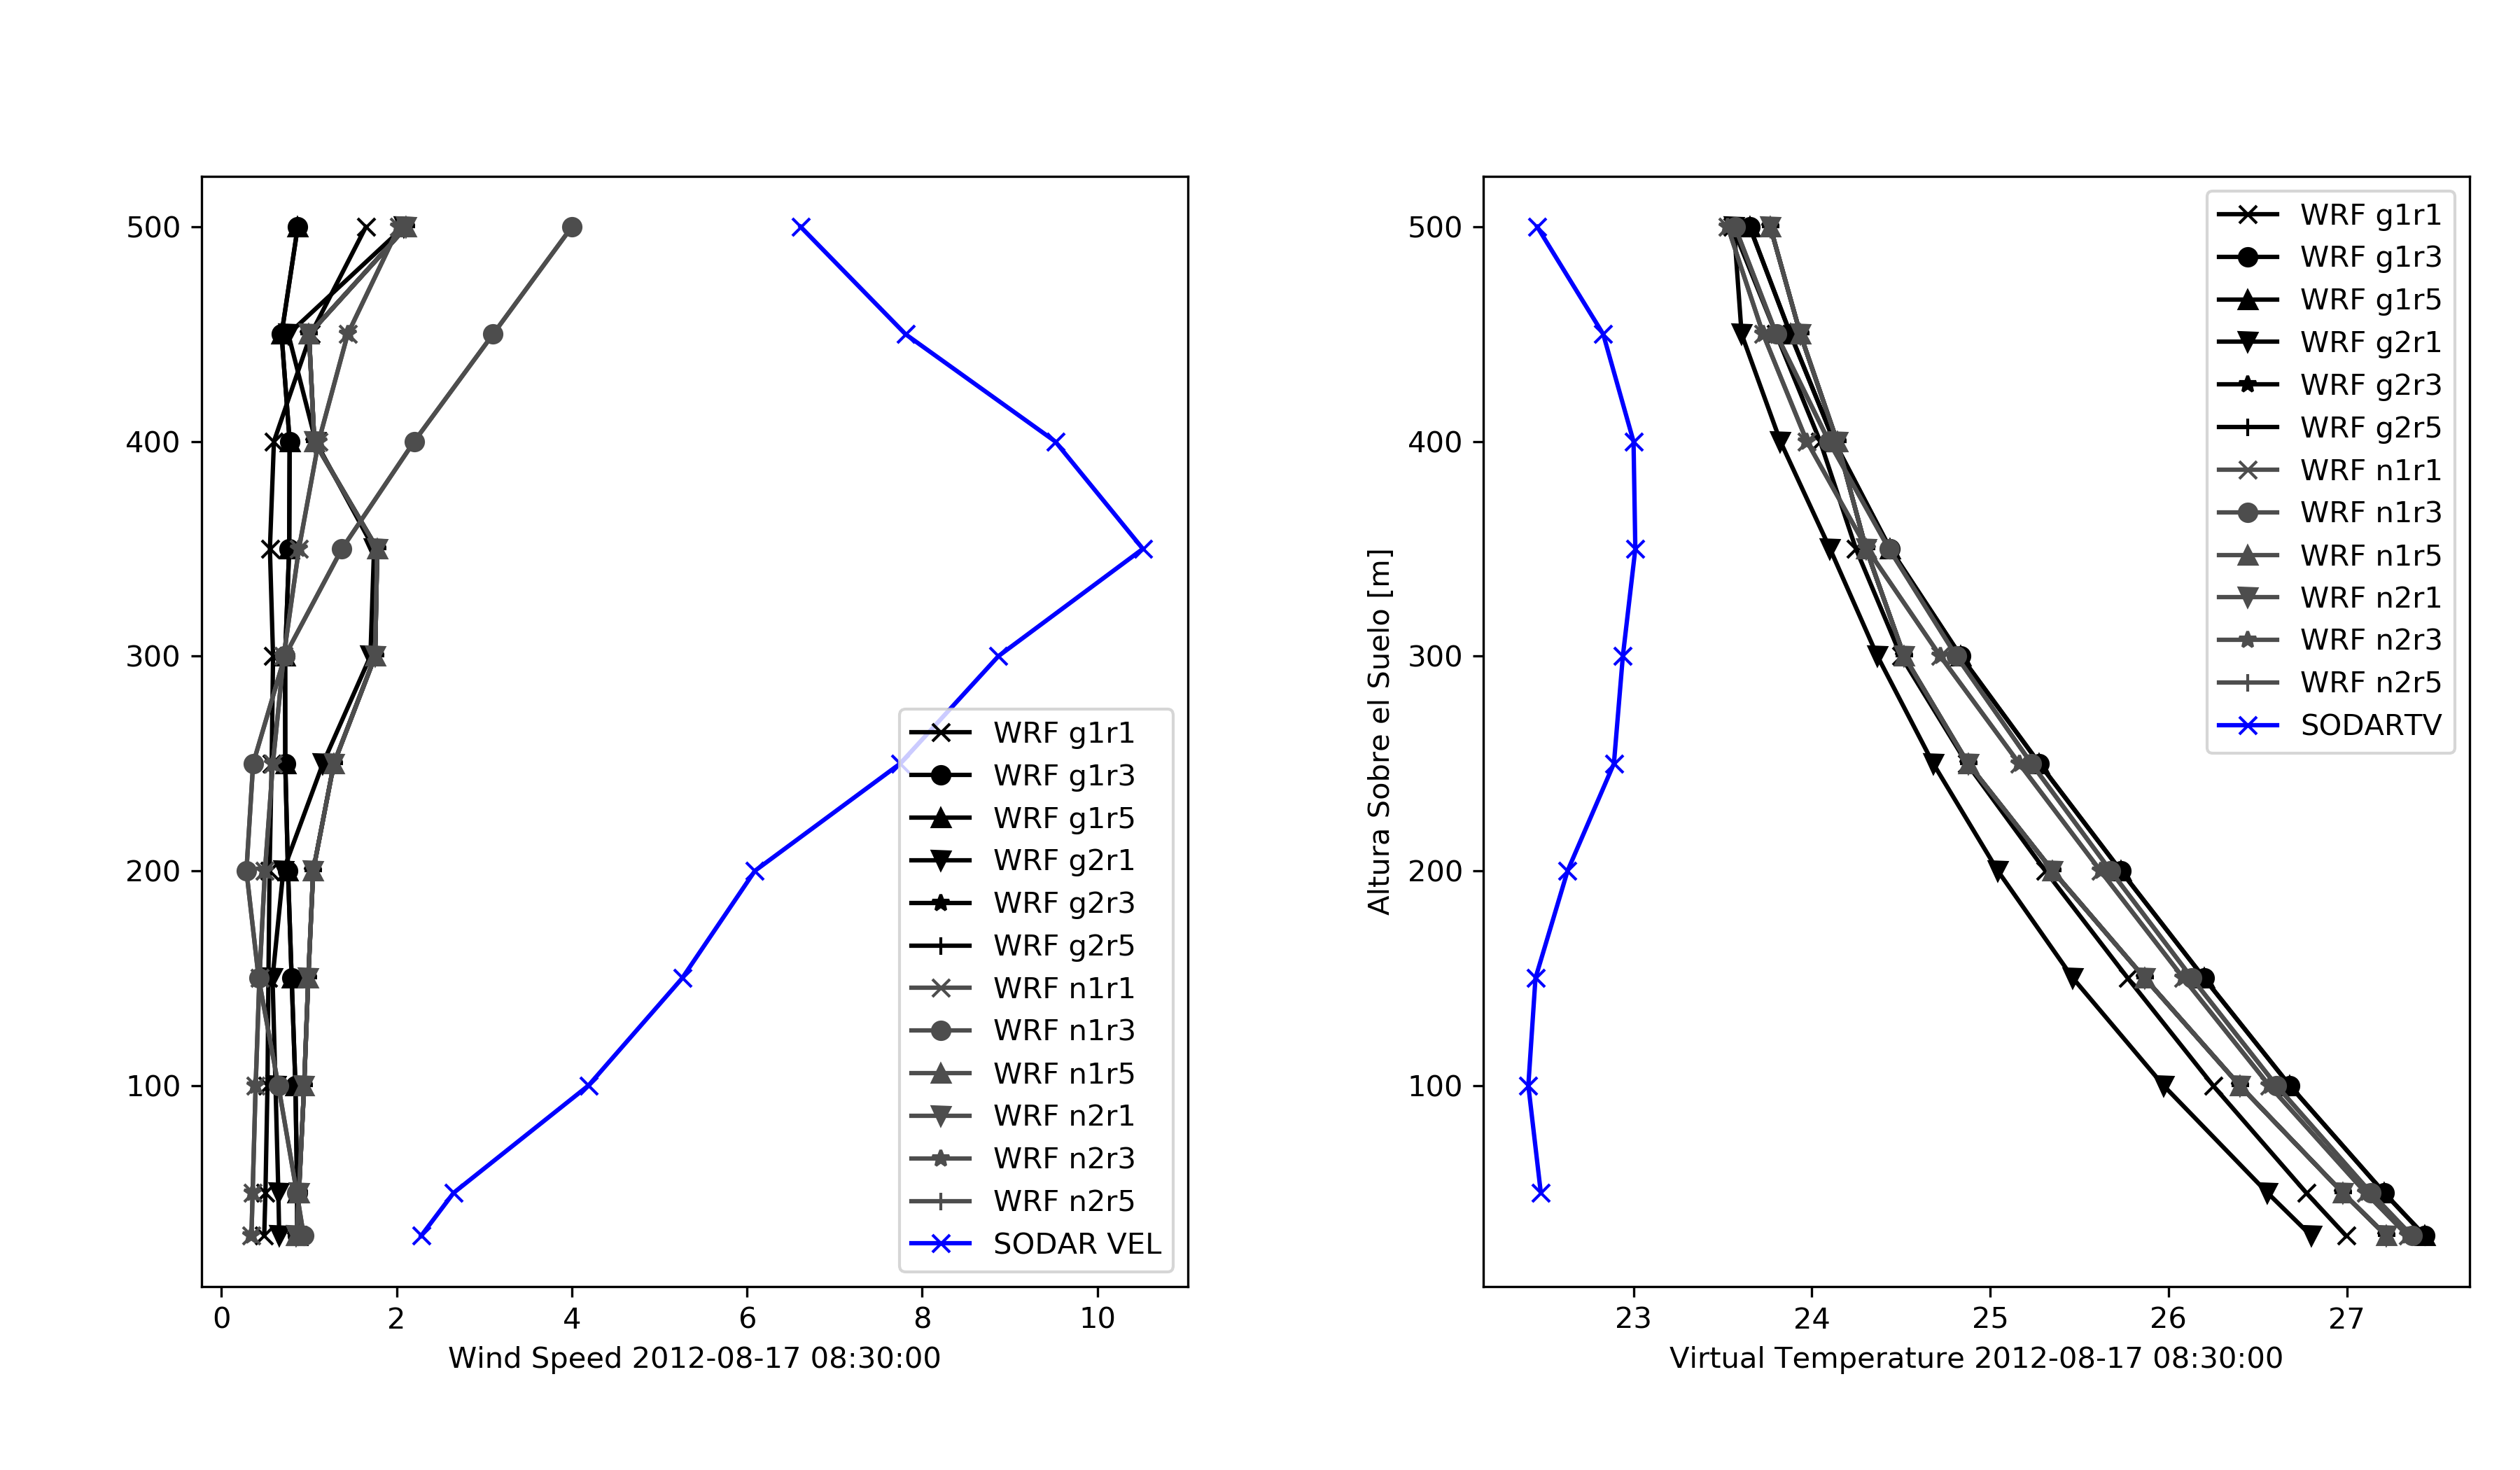 500
400
300
200
100
0 2 4 6 8 10
Wind Speed 2012-08-17 08:30:00
WRF g1r1
WRF g1r3
WRF g1r5
WRF g2r1
WRF g2r3
WRF g2r5
WRF n1r1
WRF n1r3
WRF n1r5
WRF n2r1
WRF n2r3
WRF n2r5
SODAR VEL
Altura Sobre el Suelo [m]
500
400
300
200
100
23 24 25 26 27
Virtual Temperature 2012-08-17 08:30:00
WRF g1r1
WRF g1r3
WRF g1r5
WRF g2r1
WRF g2r3
WRF g2r5
WRF n1r1
WRF n1r3
WRF n1r5
WRF n2r1
WRF n2r3
WRF n2r5
SODARTV